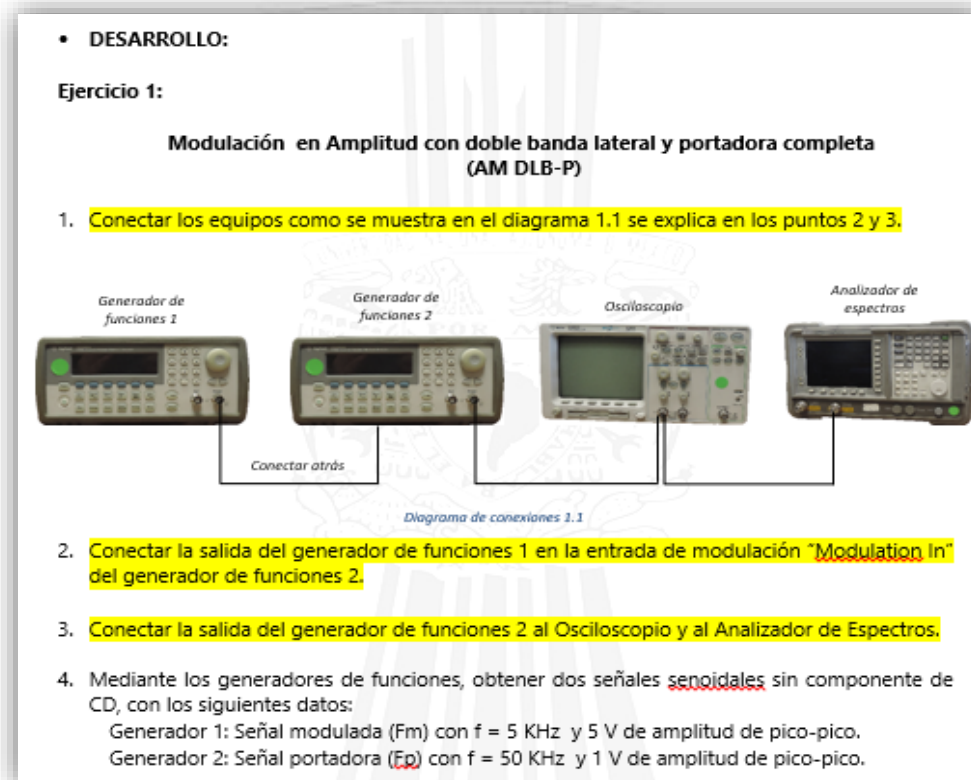 • DESARROLLO:
Ejercicio 1:
Modulación en Amplitud con doble banda lateral y portadora completa
(AM DLB-P)
1. Conectar los equipos como se muestra en el diagrama 1.1 se explica en los puntos 2 y 3.
Generador de
funciones 1
Generador de
funciones 2
Osciloscopio
Analizador de
espectros
Conectar atrás
Diagrama de conexiones 1.1
2. Conectar la salida del generador de funciones 1 en la entrada de modulación “Modulation In”
del generador de funciones 2.
3. Conectar la salida del generador de funciones 2 al Osciloscopio y al Analizador de Espectros.
4. Mediante los generadores de funciones, obtener dos señales senoidales sin componente de
CD, con los siguientes datos:
Generador 1: Señal modulada (Fm) con f = 5 KHz y 5 V de amplitud de pico-pico.
Generador 2: Señal portadora (Fp) con f = 50 KHz y 1 V de amplitud de pico-pico.